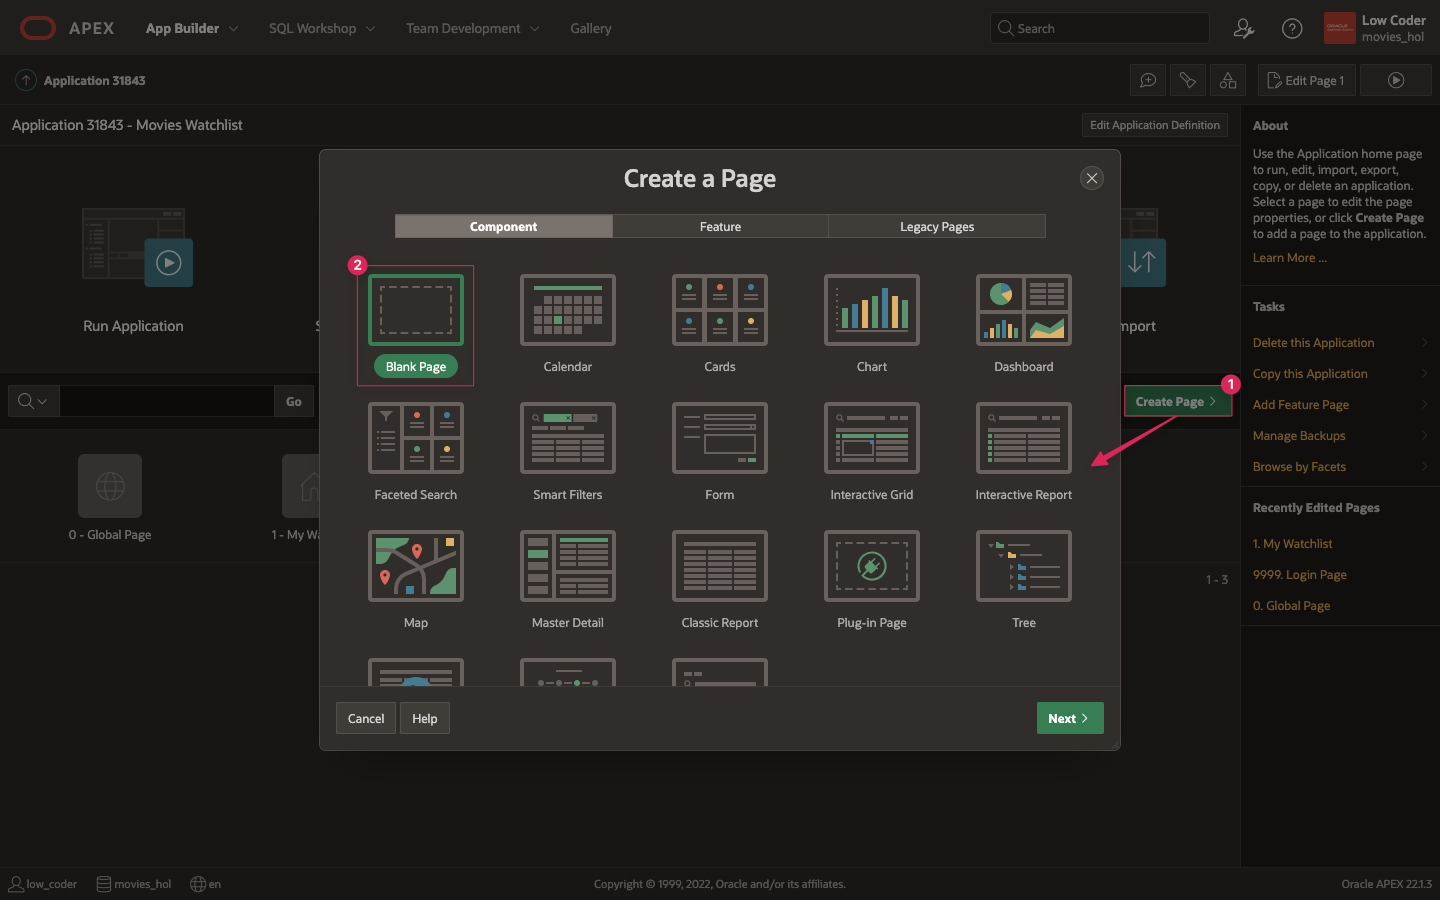 APEX
App Builder
SQL Workshop
Team Development
Gallery
Search
Low Coder
movies_hol
Application 31843
Edit Page 1
Application 31843 - Movies Watchlist
Edit Application Definition
Run Application
S
mport
Go
Create Page
1
0 - Global Page
1 - My Wa
1 - 3
Create a Page
Component
Feature
Legacy Pages
2
Blank Page
Calendar
Cards
Chart
Dashboard
Faceted Search
Smart Filters
Form
Interactive Grid
Interactive Report
Map
Master Detail
Classic Report
Plug-in Page
Tree
Cancel
Help
Next
About
Use the Application home page
to run, edit, import, export,
copy, or delete an application.
Select a page to edit the page
properties, or click Create Page
to add a page to the application.
Learn More ...
Tasks
Delete this Application
Copy this Application
Add Feature Page
Manage Backups
Browse by Facets
Recently Edited Pages
1. My Watchlist
9999. Login Page
0. Global Page
low_coder
movies_hol
en
Copyright © 1999, 2022, Oracle and/or its affiliates.
Oracle APEX 22.1.3